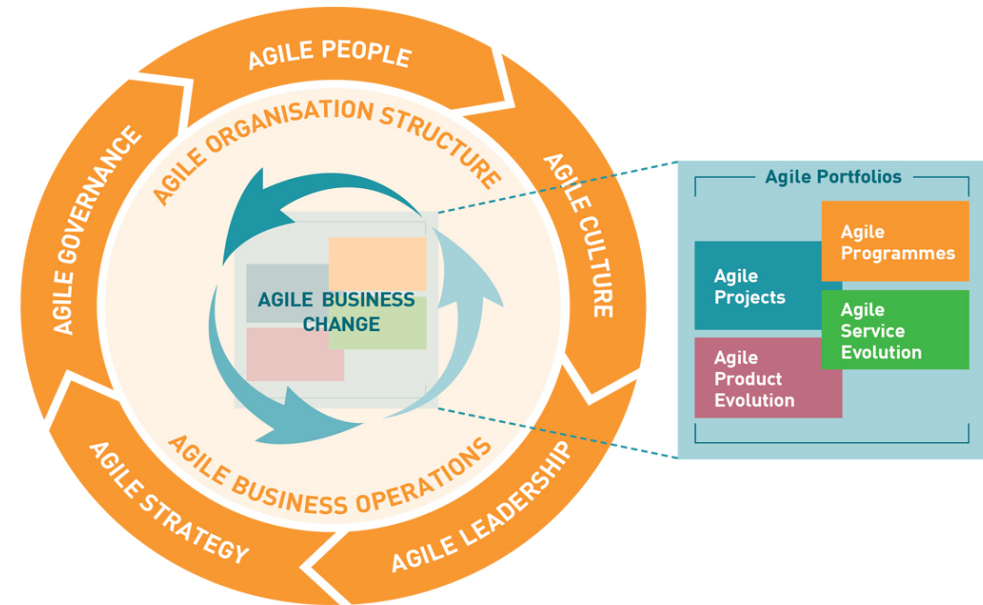 AGILE PEOPLE
AGILE CULTURE
AGILE LEADERSHIP
AGILE STRATEGY
AGILE GOVERNANCE
AGILE ORGANISATION STRUCTURE
AGILE BUSINESS
CHANGE
AGILE BUSINESS OPERATIONS
Agile Portfolios
Agile
Programmes
Agile
Projects
Agile
Service
Evolution
Agile
Product
Evolution